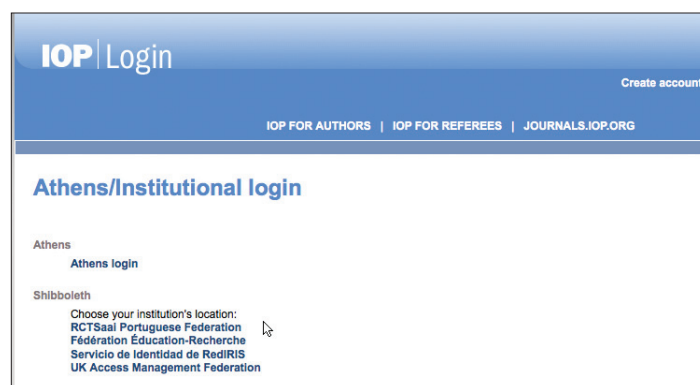 IOP Login
Create account
IOP FOR AUTHORS | IOP FOR REFEREES | JOURNALS.IOP.ORG
Athens/Institutional login
Athens
Athens login
Shibboleth
Choose your institution's location:
RCTSaai Portuguese Federation
Fédération Éducation-Recherche
Servicio de Identidad de RedIRIS
UK Access Management Federation